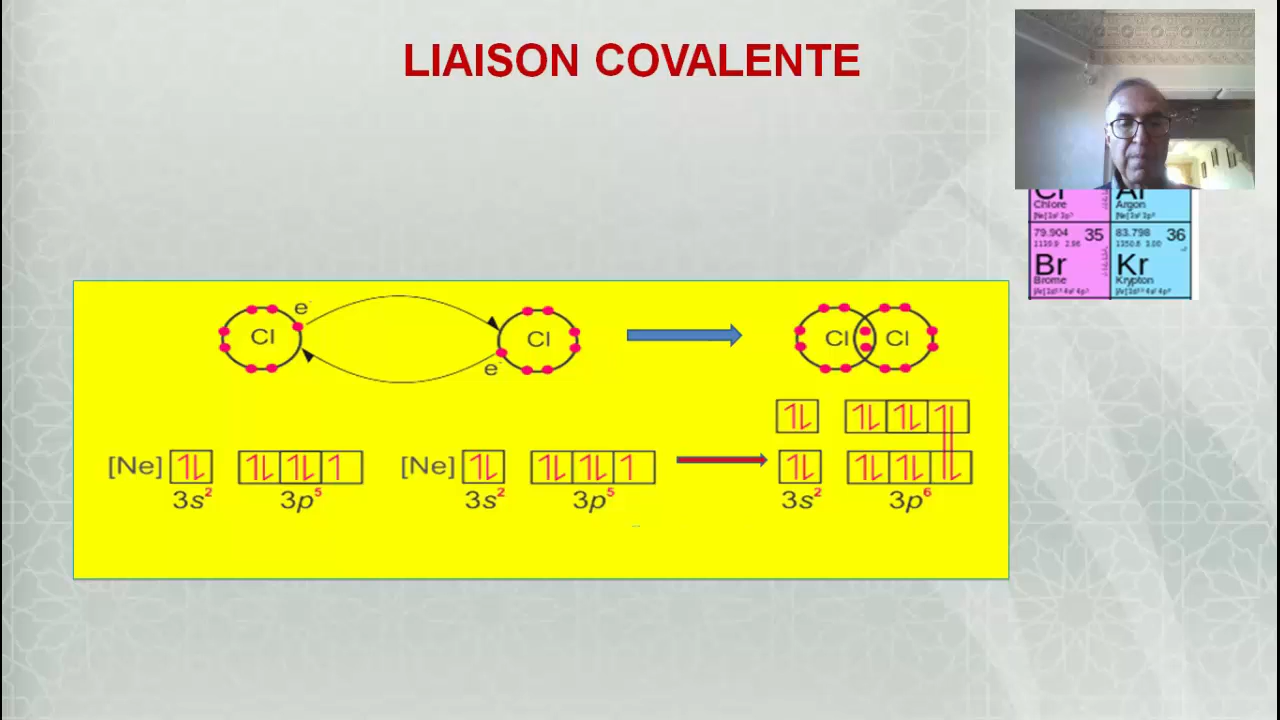 LIAISON COVALENTE
Chlore
Argon
79.904 35
83.798 36
Br
Kr
Brome
Krypton
e⁻
Cl
Cl
e⁻
Cl
Cl
[Ne]
3s²
3p⁵
[Ne]
3s²
3p⁵
3s²
3p⁶